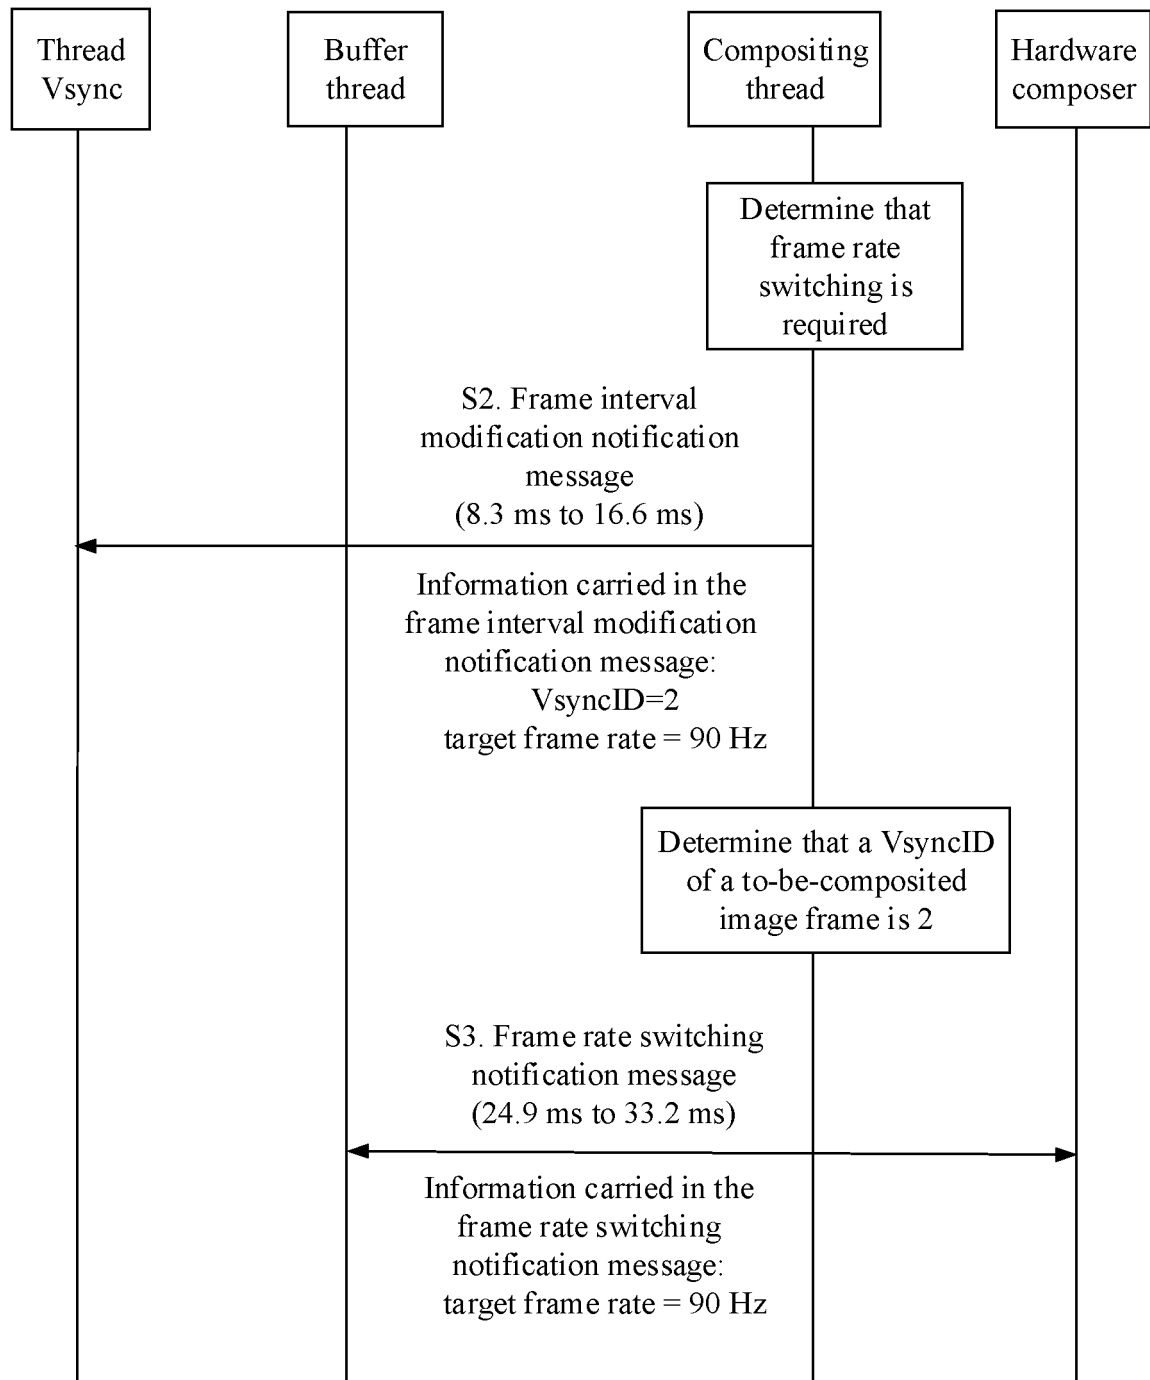 Thread
Vsync
Buffer
thread
Compositing
thread
Hardware
composer
Determine that
frame rate
switching is
required
S2. Frame interval
modification notification
message
(8.3 ms to 16.6 ms)
Information carried in the
frame interval modification
notification message:
VsyncID=2
target frame rate = 90 Hz
Determine that a VsyncID
of a to-be-composited
image frame is 2
S3. Frame rate switching
notification message
(24.9 ms to 33.2 ms)
Information carried in the
frame rate switching
notification message:
target frame rate = 90 Hz